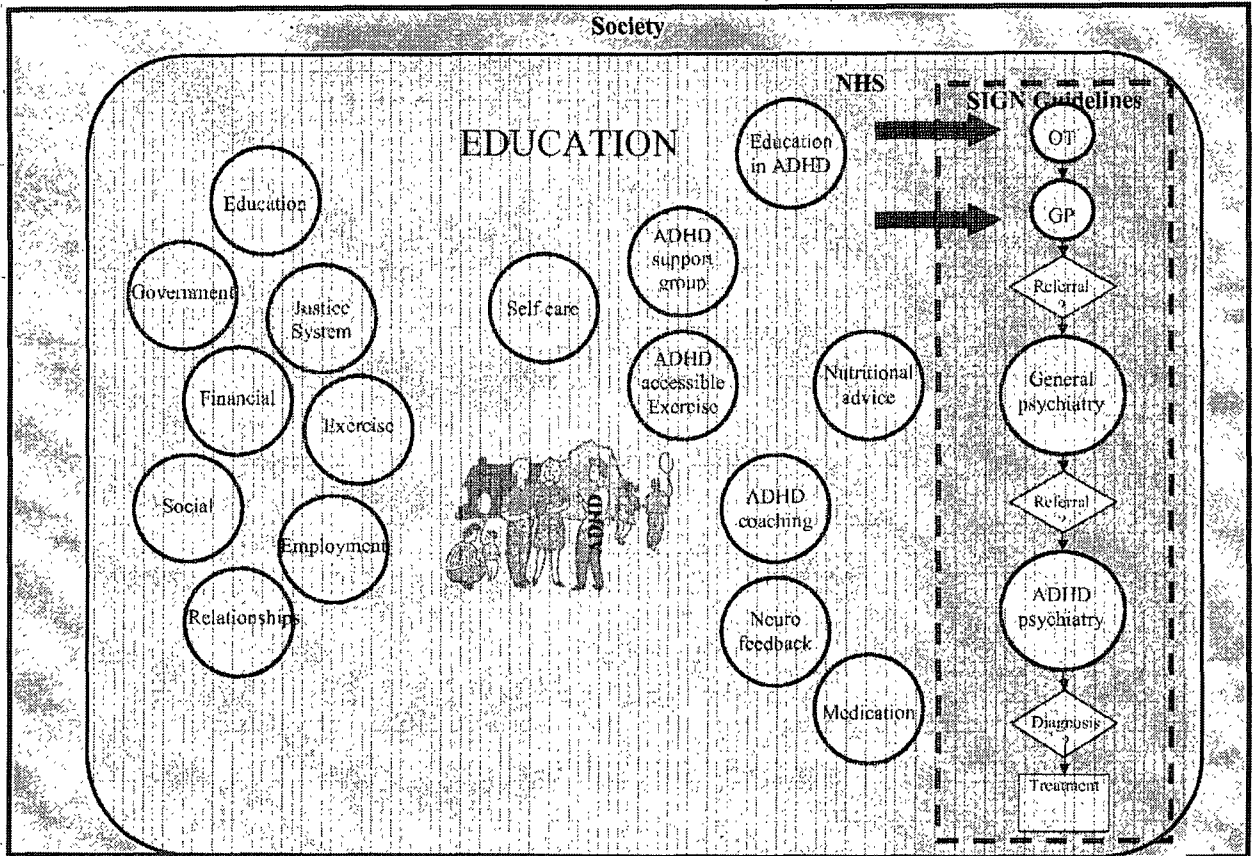 Society
NHS
SIGN Guidelines
EDUCATION
Education
Government
Justice
System
Financial
Exercise
Social
Employment
Relationships
Self care
ADHD
Education
in ADHD
ADHD
support
group
ADHD
accessible
Exercise
Nutritional
advice
ADHD
coaching
Neuro
feedback
Medication
OT
GP
Referral
?
General
psychiatry
Referral
?
ADHD
psychiatry
Diagnosis
?
Treatment